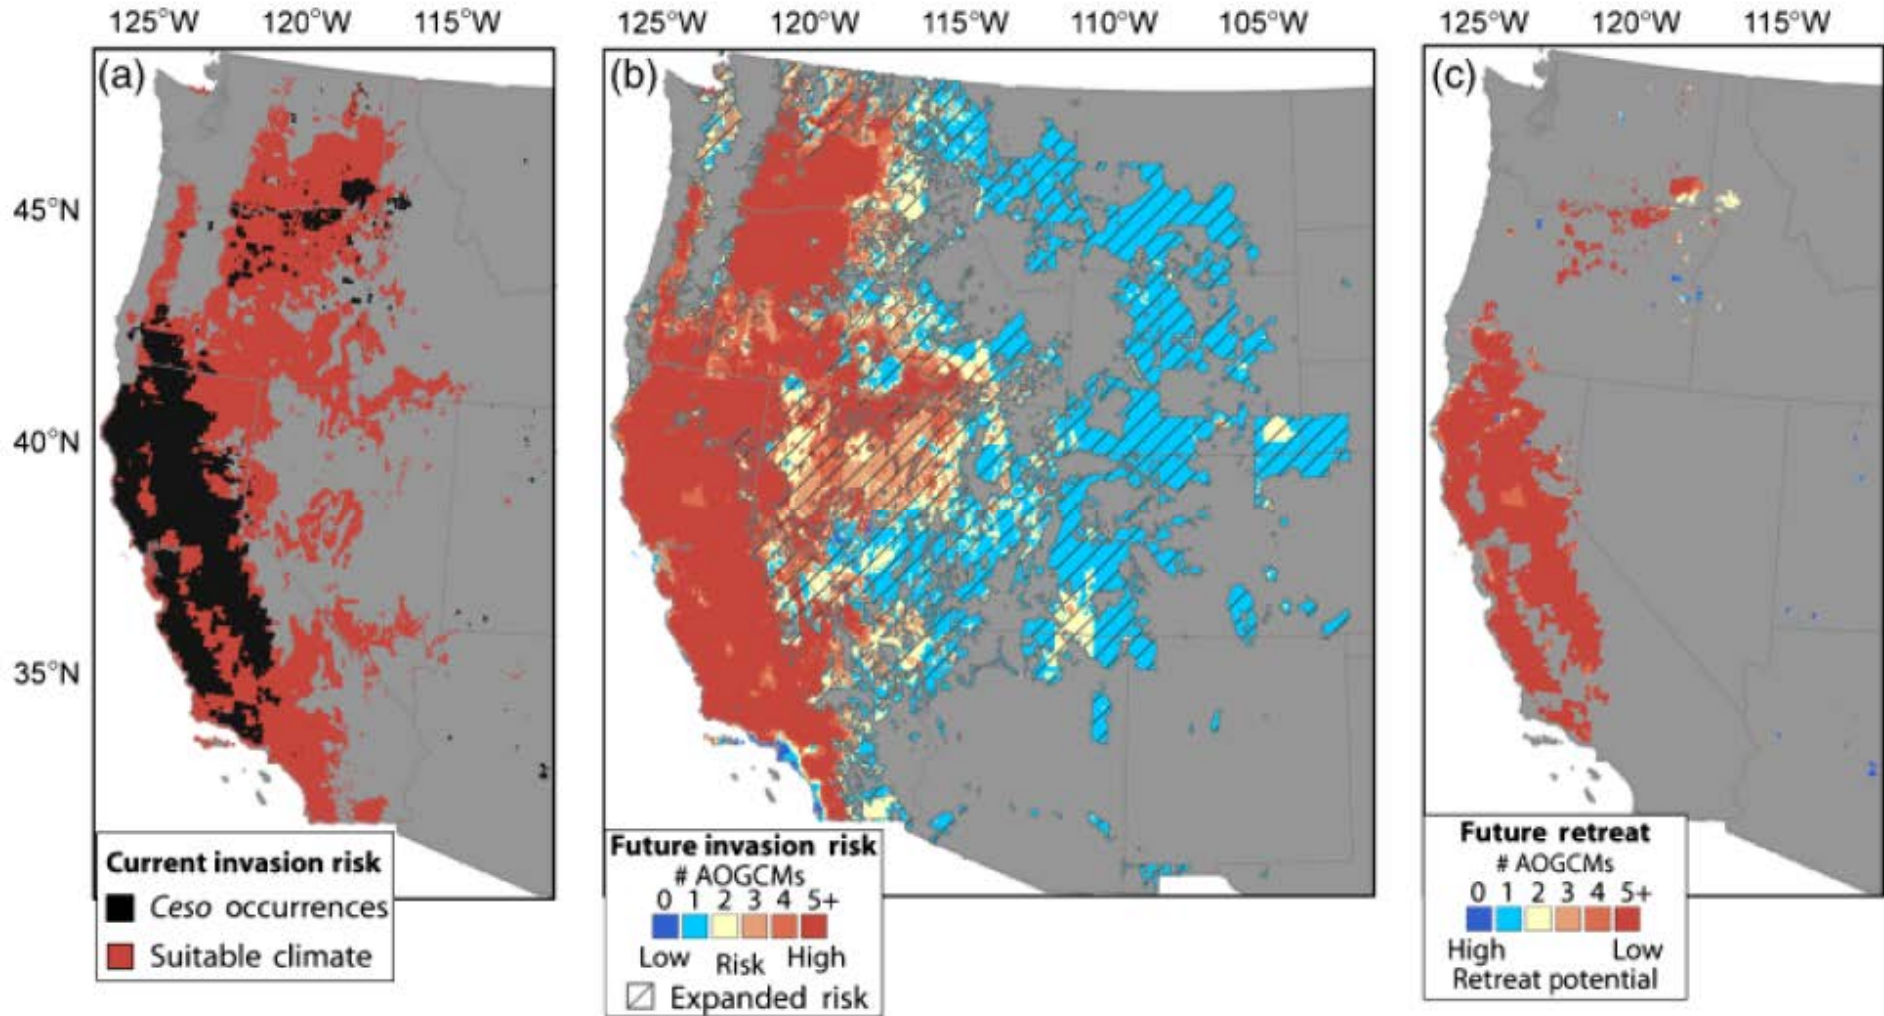 125°W 120°W 115°W
125°W 120°W 115°W 110°W 105°W
125°W 120°W 115°W
(a)
(b)
(c)
45°N
40°N
35°N
Current invasion risk
Ceso occurrences
Suitable climate
Future invasion risk
# AOGCMs
0 1 2 3 4 5+
Low Risk High
Expanded risk
Future retreat
# AOGCMs
0 1 2 3 4 5+
High Low
Retreat potential